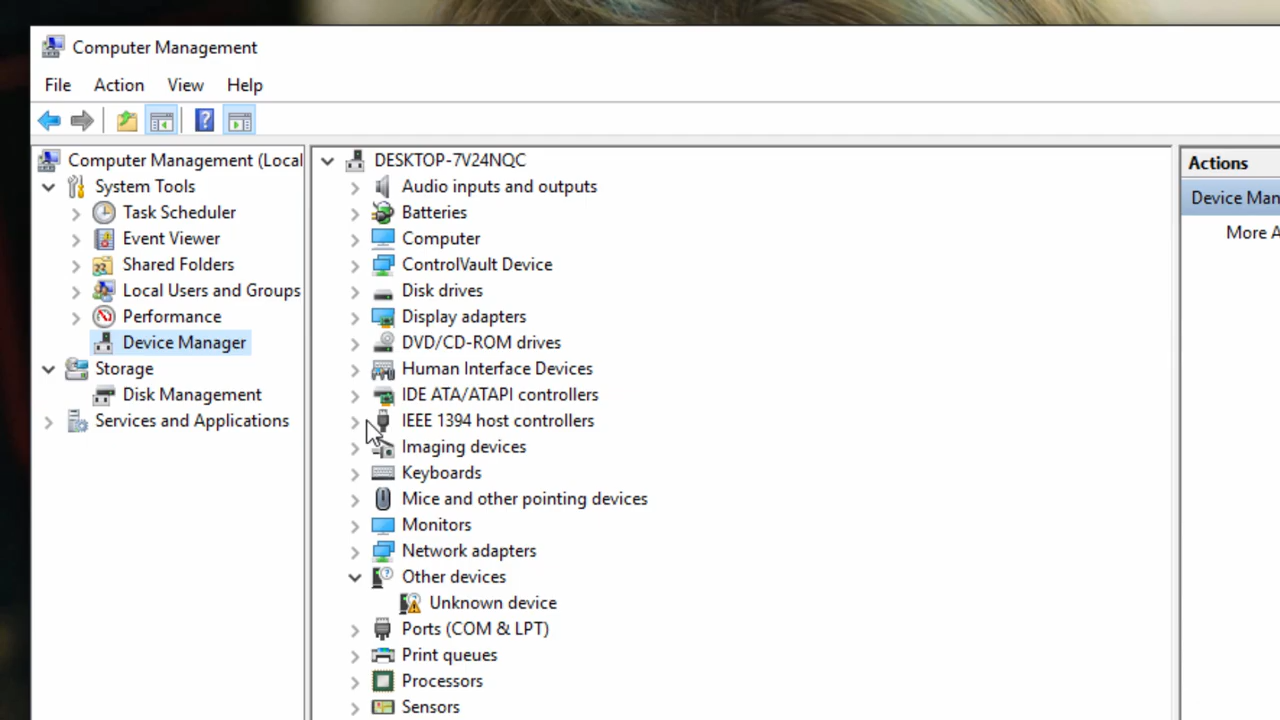 Computer Management
File Action View Help
Computer Management (Local
System Tools
Task Scheduler
Event Viewer
Shared Folders
Local Users and Groups
Performance
Device Manager
Storage
Disk Management
Services and Applications
DESKTOP-7V24NQC
Audio inputs and outputs
Batteries
Computer
ControlVault Device
Disk drives
Display adapters
DVD/CD-ROM drives
Human Interface Devices
IDE ATA/ATAPI controllers
IEEE 1394 host controllers
Imaging devices
Keyboards
Mice and other pointing devices
Monitors
Network adapters
Other devices
Unknown device
Ports (COM & LPT)
Print queues
Processors
Sensors
Actions
Device Man
More A